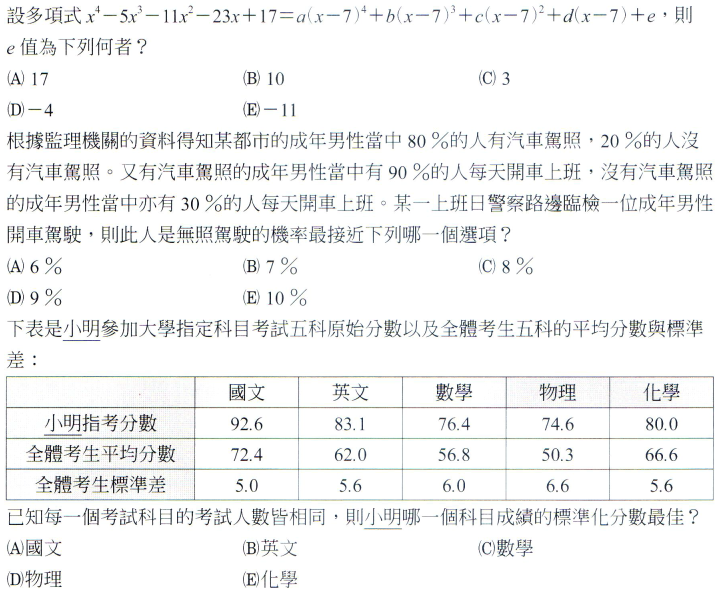 設多項式 x⁴−5x³−11x²−23x+17=a(x−7)⁴+b(x−7)³+c(x−7)²+d(x−7)+e，則
e 值為下列何者？
(A) 17 (B) 10 (C) 3
(D) −4 (E) −11
根據監理機關的資料得知某都市的成年男性當中 80 %的人有汽車駕照，20 %的人沒
有汽車駕照。又有汽車駕照的成年男性當中有 90 %的人每天開車上班，沒有汽車駕照
的成年男性當中亦有 30 %的人每天開車上班。某一上班日警察路邊臨檢一位成年男性
開車駕駛，則此人是無照駕駛的機率最接近下列哪一個選項？
(A) 6 % (B) 7 % (C) 8 %
(D) 9 % (E) 10 %
下表是小明參加大學指定科目考試五科原始分數以及全體考生五科的平均分數與標準
差：
國文 英文 數學 物理 化學
小明指考分數 92.6 83.1 76.4 74.6 80.0
全體考生平均分數 72.4 62.0 56.8 50.3 66.6
全體考生標準差 5.0 5.6 6.0 6.6 5.6
已知每一個考試科目的考試人數皆相同，則小明哪一個科目成績的標準化分數最佳？
(A)國文 (B)英文 (C)數學
(D)物理 (E)化學